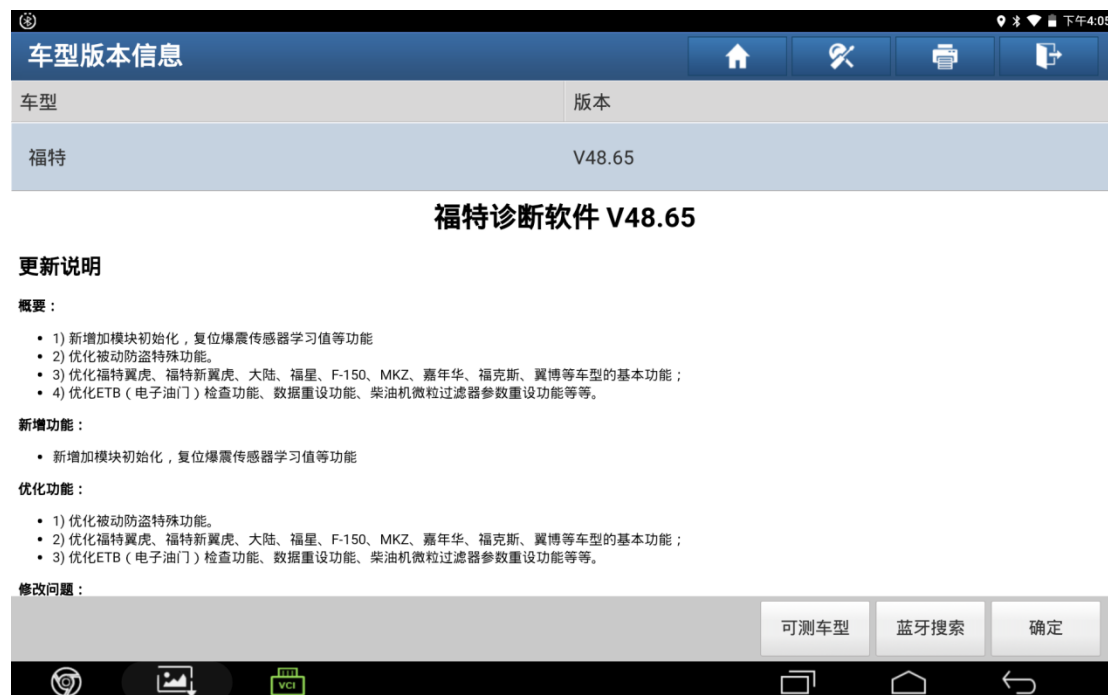 下午4:05
车型版本信息
车型 版本
福特 V48.65
福特诊断软件 V48.65
更新说明
概要：
• 1) 新增加模块初始化，复位爆震传感器学习值等功能
• 2) 优化被动防盗特殊功能。
• 3) 优化福特翼虎、福特新翼虎、大陆、福星、F-150、MKZ、嘉年华、福克斯、翼博等车型的基本功能；
• 4) 优化ETB（电子油门）检查功能、数据重设功能、柴油机微粒过滤器参数重设功能等等。
新增功能：
• 新增加模块初始化，复位爆震传感器学习值等功能
优化功能：
• 1) 优化被动防盗特殊功能。
• 2) 优化福特翼虎、福特新翼虎、大陆、福星、F-150、MKZ、嘉年华、福克斯、翼博等车型的基本功能；
• 3) 优化ETB（电子油门）检查功能、数据重设功能、柴油机微粒过滤器参数重设功能等等。
修改问题：
可测车型 蓝牙搜索 确定
VCI